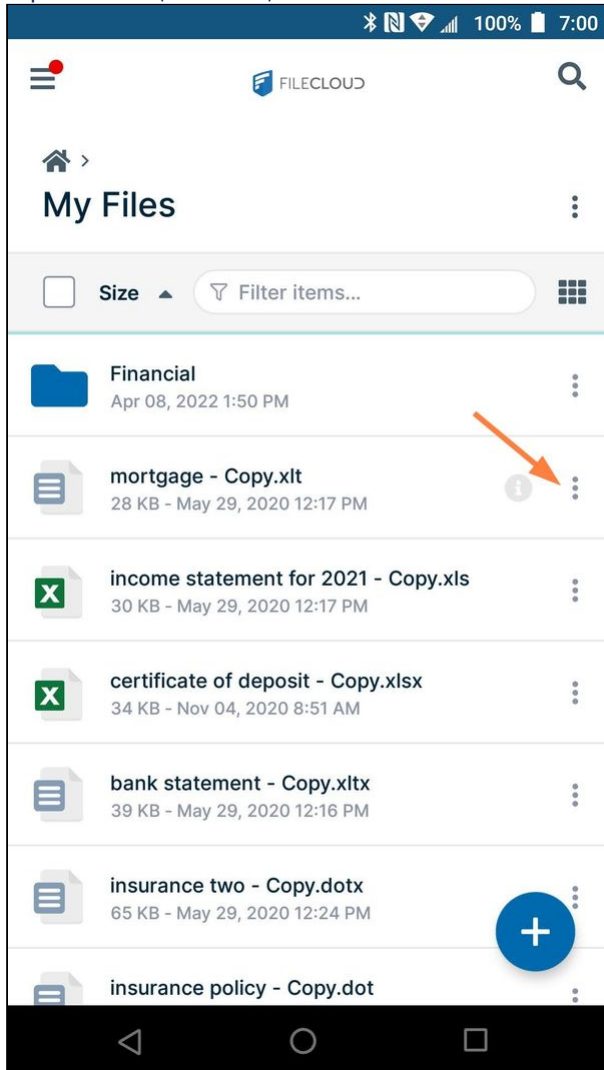 100% 7:00
FILECLOUD
My Files
Size Filter items...
Financial
Apr 08, 2022 1:50 PM
mortgage - Copy.xlt
28 KB - May 29, 2020 12:17 PM
income statement for 2021 - Copy.xls
30 KB - May 29, 2020 12:17 PM
certificate of deposit - Copy.xlsx
34 KB - Nov 04, 2020 8:51 AM
bank statement - Copy.xltx
39 KB - May 29, 2020 12:16 PM
insurance two - Copy.dotx
65 KB - May 29, 2020 12:24 PM
insurance policy - Copy.dot